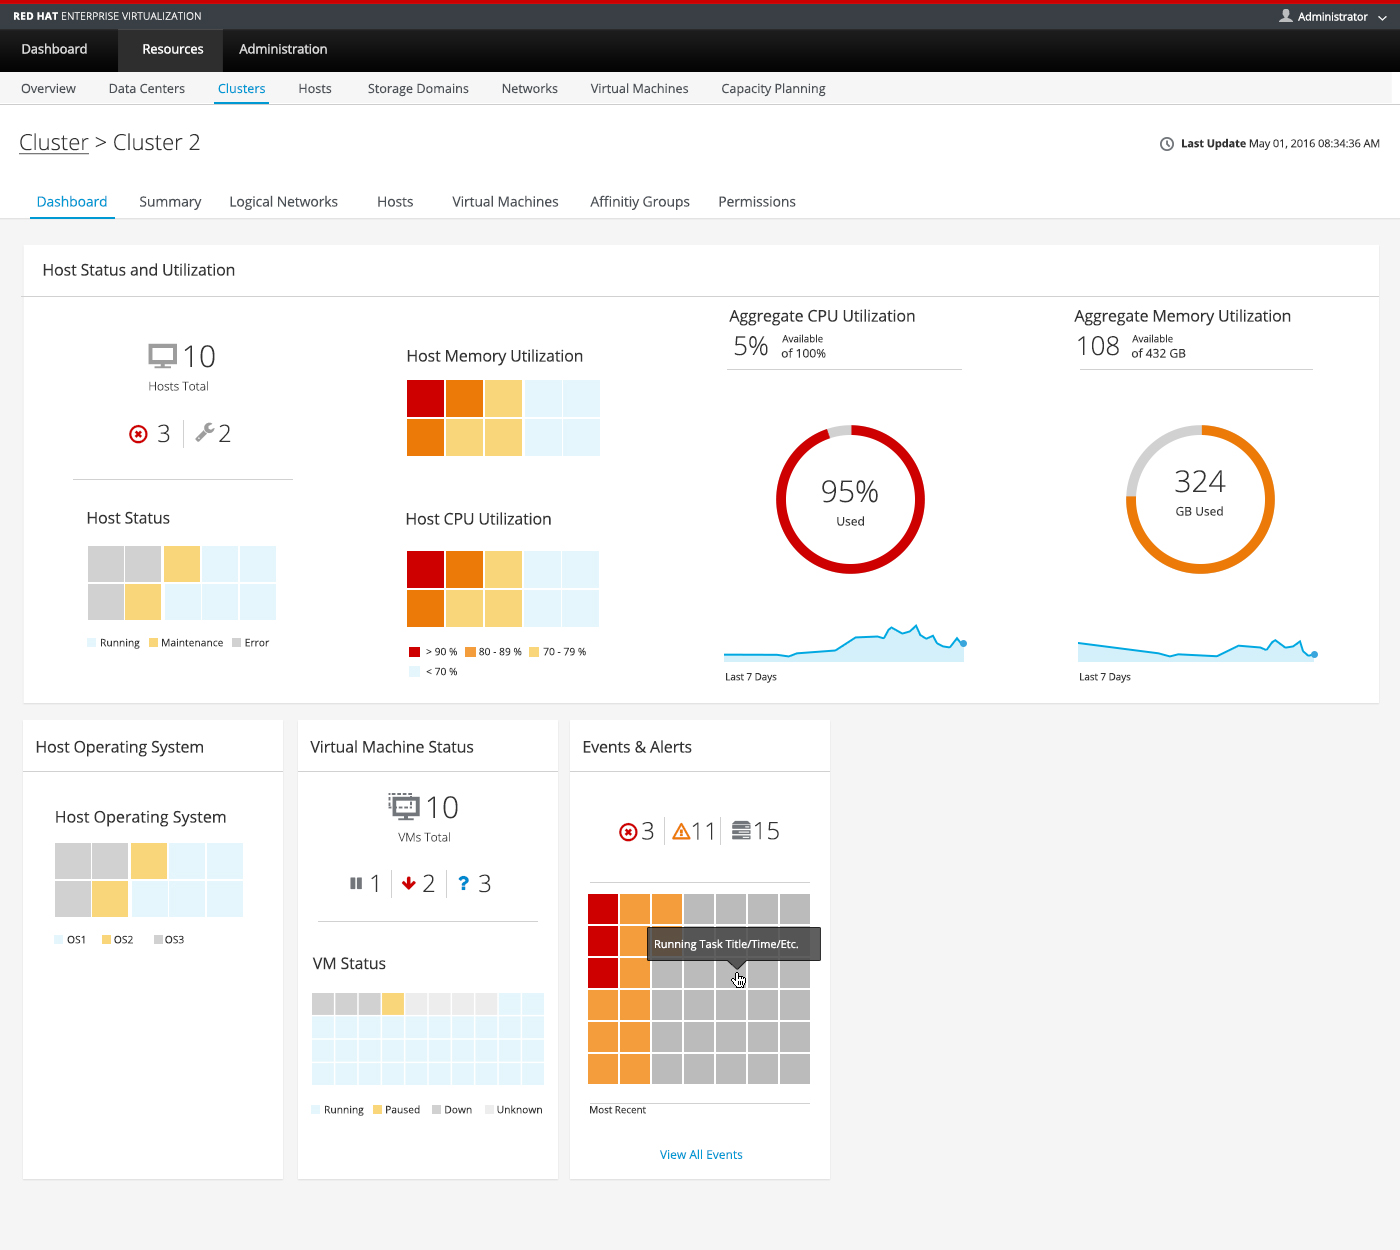 RED HAT ENTERPRISE VIRTUALIZATION
Administrator
Dashboard Resources Administration
Overview Data Centers Clusters Hosts Storage Domains Networks Virtual Machines Capacity Planning
Cluster > Cluster 2
Last Update May 01, 2016 08:34:36 AM
Dashboard Summary Logical Networks Hosts Virtual Machines Affinitiy Groups Permissions
Host Status and Utilization
10
Hosts Total
3 2
Host Status
Running Maintenance Error
Host Memory Utilization
Host CPU Utilization
> 90 % 80 - 89 % 70 - 79 %
< 70 %
Aggregate CPU Utilization
5% Available
of 100%
95%
Used
Last 7 Days
Aggregate Memory Utilization
108 Available
of 432 GB
324
GB Used
Last 7 Days
Host Operating System
Host Operating System
OS1 OS2 OS3
Virtual Machine Status
10
VMs Total
1 2 ? 3
VM Status
Running Paused Down Unknown
Events & Alerts
3 11 15
Running Task Title/Time/Etc.
Most Recent
View All Events